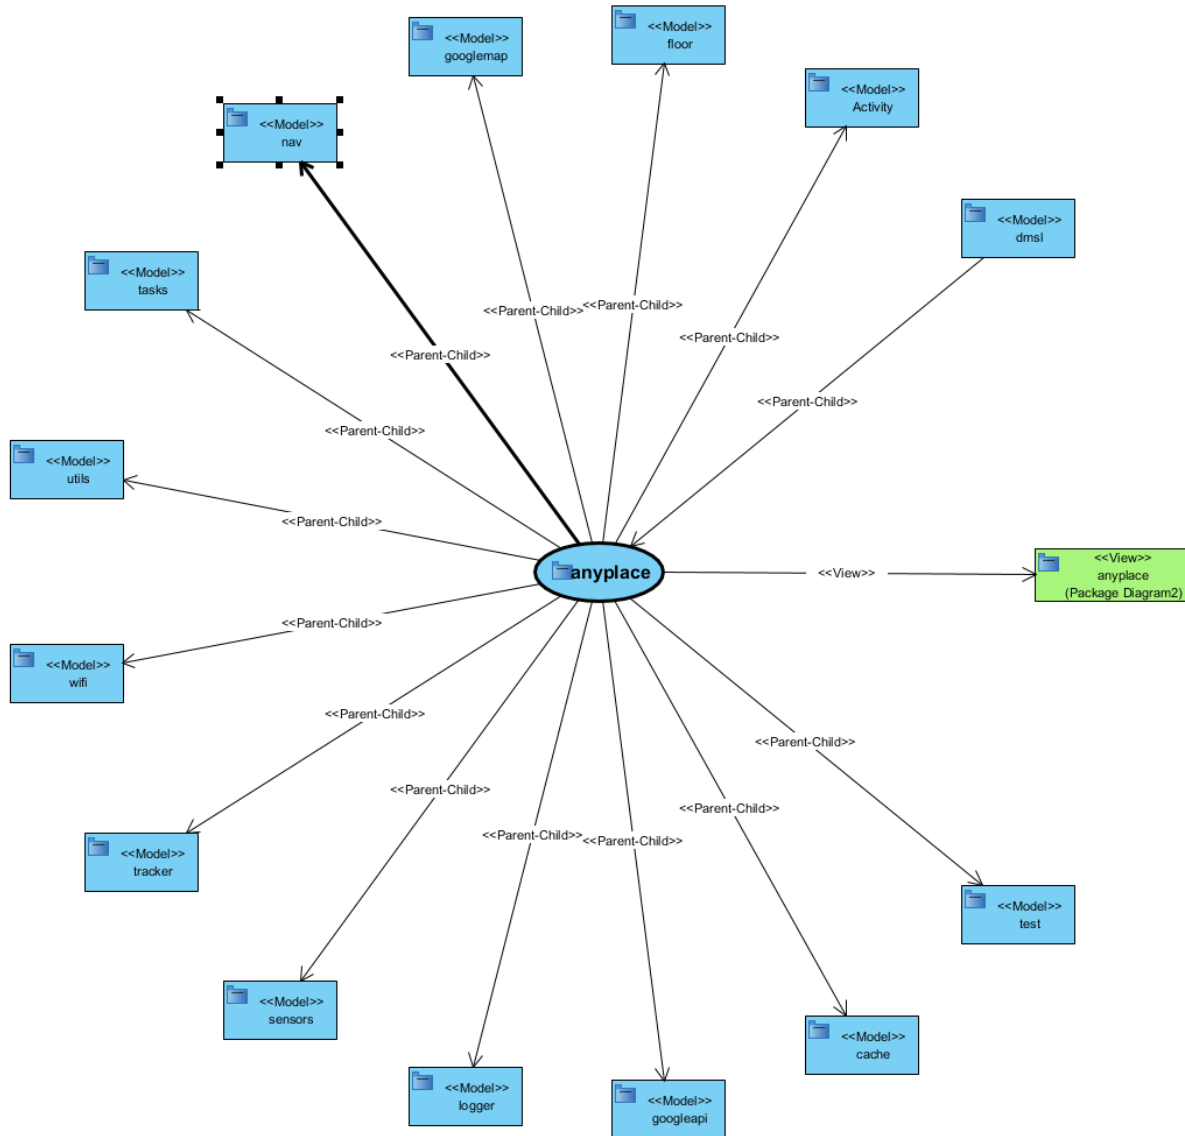 <<Model>>
floor
<<Model>>
googlemap
<<Model>>
Activity
<<Model>>
nav
<<Model>>
dmsl
<<Model>>
tasks
<<Parent-Child>>
<<Parent-Child>>
<<Parent-Child>>
<<Parent-Child>>
<<Parent-Child>>
<<Parent-Child>>
<<Model>>
utils
<<Parent-Child>>
anyplace
<<View>>
<<View>>
anyplace
(Package Diagram2)
<<Parent-Child>>
<<Model>>
wifi
<<Parent-Child>>
<<Parent-Child>>
<<Parent-Child>>
<<Parent-Child>>
<<Parent-Child>>
<<Parent-Child>>
<<Parent-Child>>
<<Model>>
tracker
<<Model>>
test
<<Model>>
sensors
<<Model>>
cache
<<Model>>
logger
<<Model>>
googleapi